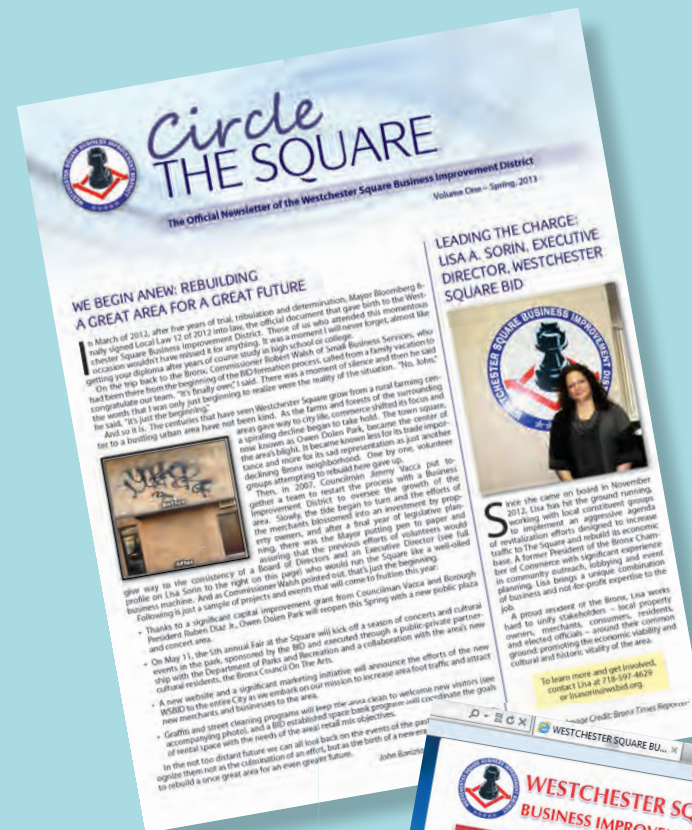 Circle
THE SQUARE
The Official Newsletter of the Westchester Square Business Improvement District
Volume One – Spring, 2013
WE BEGIN ANEW: REBUILDING
A GREAT AREA FOR A GREAT FUTURE
In March of 2012, after five years of trial, tribulation and determination, Mayor Bloomberg fi-
nally signed Local Law 12 of 2012 into law, the official document that gave birth to the West-
chester Square Business Improvement District. Those of us who attended this momentous
occasion wouldn't have missed it for anything. It was a moment I will never forget, almost like
getting your diploma after years of course study in high school or college.
On the trip back to the Bronx, Commissioner Robert Walsh of Small Business Services, who
had been there from the beginning of the BID formation process, called from a family vacation to
congratulate our team. "It's finally over," I said. There was a moment of silence and then he said
the words that I was only just beginning to realize were the reality of the situation. "No, John,"
he said, "it's just the beginning."
And so it is. The centuries that have seen Westchester Square grow from a rural farming cen-
ter to a bustling urban area have not been kind. As the farms and forests of the surrounding
areas gave way to city life, commerce shifted its focus and
a spiraling decline began to take hold. The town square,
now known as Owen Dolen Park, became the center of
the area's blight. It became known less for its trade impor-
tance and more for its sad representation as just another
declining Bronx neighborhood. One by one, volunteer
groups attempting to rebuild here gave up.
Then, in 2007, Councilman Jimmy Vacca put to-
gether a team to restart the process with a Business
Improvement District to oversee the growth of the
area. Slowly, the tide began to turn and the efforts of
the merchants blossomed into an investment by prop-
erty owners, and after a final year of legislative plan-
ning, there was the Mayor putting pen to paper and
assuring that the previous efforts of volunteers would
give way to the consistency of a Board of Directors and an Executive Director (see full
profile on Lisa Sorin to the right on this page) who would run the Square like a well-oiled
business machine. And as Commissioner Walsh pointed out, that's just the beginning.
Following is just a sample of projects and events that will come to fruition this year.
- Thanks to a significant capital improvement grant from Councilman Vacca and Borough
President Ruben Diaz Jr., Owen Dolen Park will reopen this Spring with a new public plaza
and concert area.
- On May 11, the 5th annual Fair at the Square will kick off a season of concerts and cultural
events in the park, sponsored by the BID and executed through a public-private partner-
ship with the Department of Parks and Recreation and a collaboration with the area's new
cultural residents, the Bronx Council On The Arts.
- A new website and a significant marketing initiative will announce the efforts of the new
WSBID to the entire City as we embark on our mission to increase area foot traffic and attract
new merchants and businesses to the area.
- Graffiti and street cleaning programs will keep the area clean to welcome new visitors (see
accompanying photo), and a BID established space bank program will coordinate the goals
of rental space with the needs of the area retail mix objectives.
In the not too distant future we can all look back on the events of the past
ognize them not as the culmination of an effort, but as the birth of a new era
to rebuild a once great area for an even greater future.
John
Before
After
LEADING THE CHARGE:
LISA A. SORIN, EXECUTIVE
DIRECTOR, WESTCHESTER
SQUARE BID
SQUARE BUSINESS IMPROVEMENT DISTRICT
Since she came on board in November
2012, Lisa has hit the ground running,
working with local constituent groups
to implement an aggressive agenda
of revitalization efforts designed to increase
traffic to The Square and rebuild its economic
base. A former President of the Bronx Cham-
ber of Commerce with significant experience
in community outreach, lobbying and event
planning, Lisa brings a unique combination
of business and not-for-profit expertise to the
job.
A proud resident of the Bronx, Lisa works
hard to unify stakeholders – local property
owners, merchants, consumers, residents,
and elected officials – around their common
ground: promoting the economic viability and
cultural and historic vitality of the area.
To learn more and get involved,
contact Lisa at 718-597-4629
or lisasorin@wsbid.org.
Image Credit: Bronx Times Reporter
WESTCHESTER SQUARE BU...
WESTCHESTER SQ
BUSINESS IMPROVE